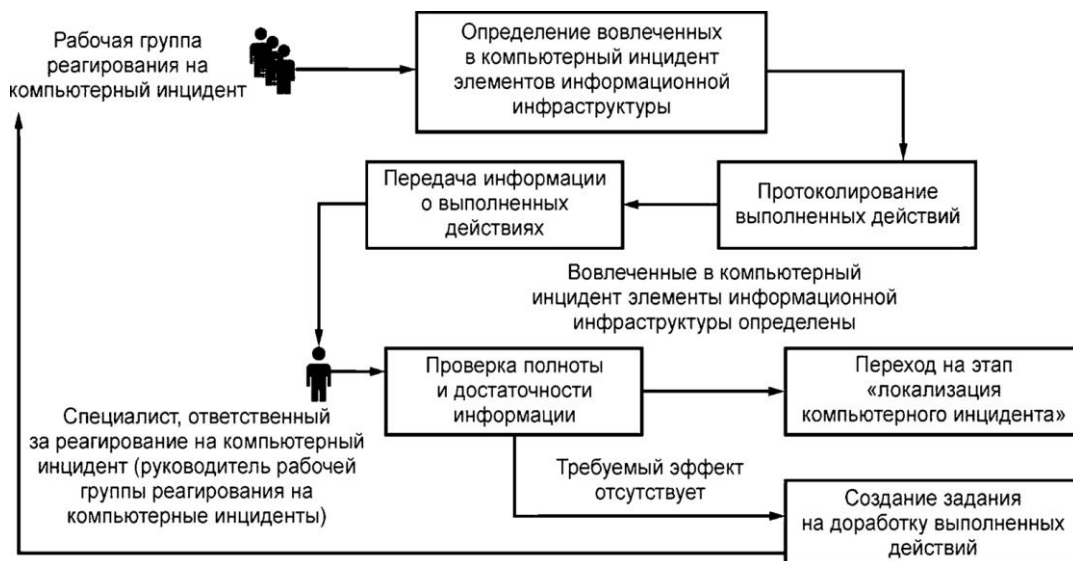 Рабочая группа
реагирования на
компьютерный инцидент
Определение вовлеченных
в компьютерный инцидент
элементов информационной
инфраструктуры
Передача информации
о выполненных
действиях
Протоколирование
выполненных действий
Вовлеченные в компьютерный
инцидент элементы информационной
инфраструктуры определены
Проверка полноты
и достаточности
информации
Переход на этап
«локализация
компьютерного инцидента»
Специалист, ответственный
за реагирование на компьютерный
инцидент (руководитель рабочей
группы реагирования на
компьютерные инциденты)
Требуемый эффект
отсутствует
Создание задания
на доработку выполненных
действий